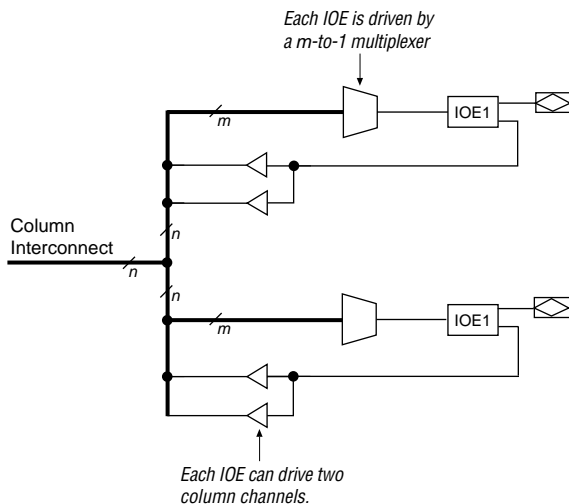 Each IOE is driven by
a m-to-1 multiplexer
m
IOE1
n
Column
Interconnect
n
n
m
IOE1
Each IOE can drive two
column channels.